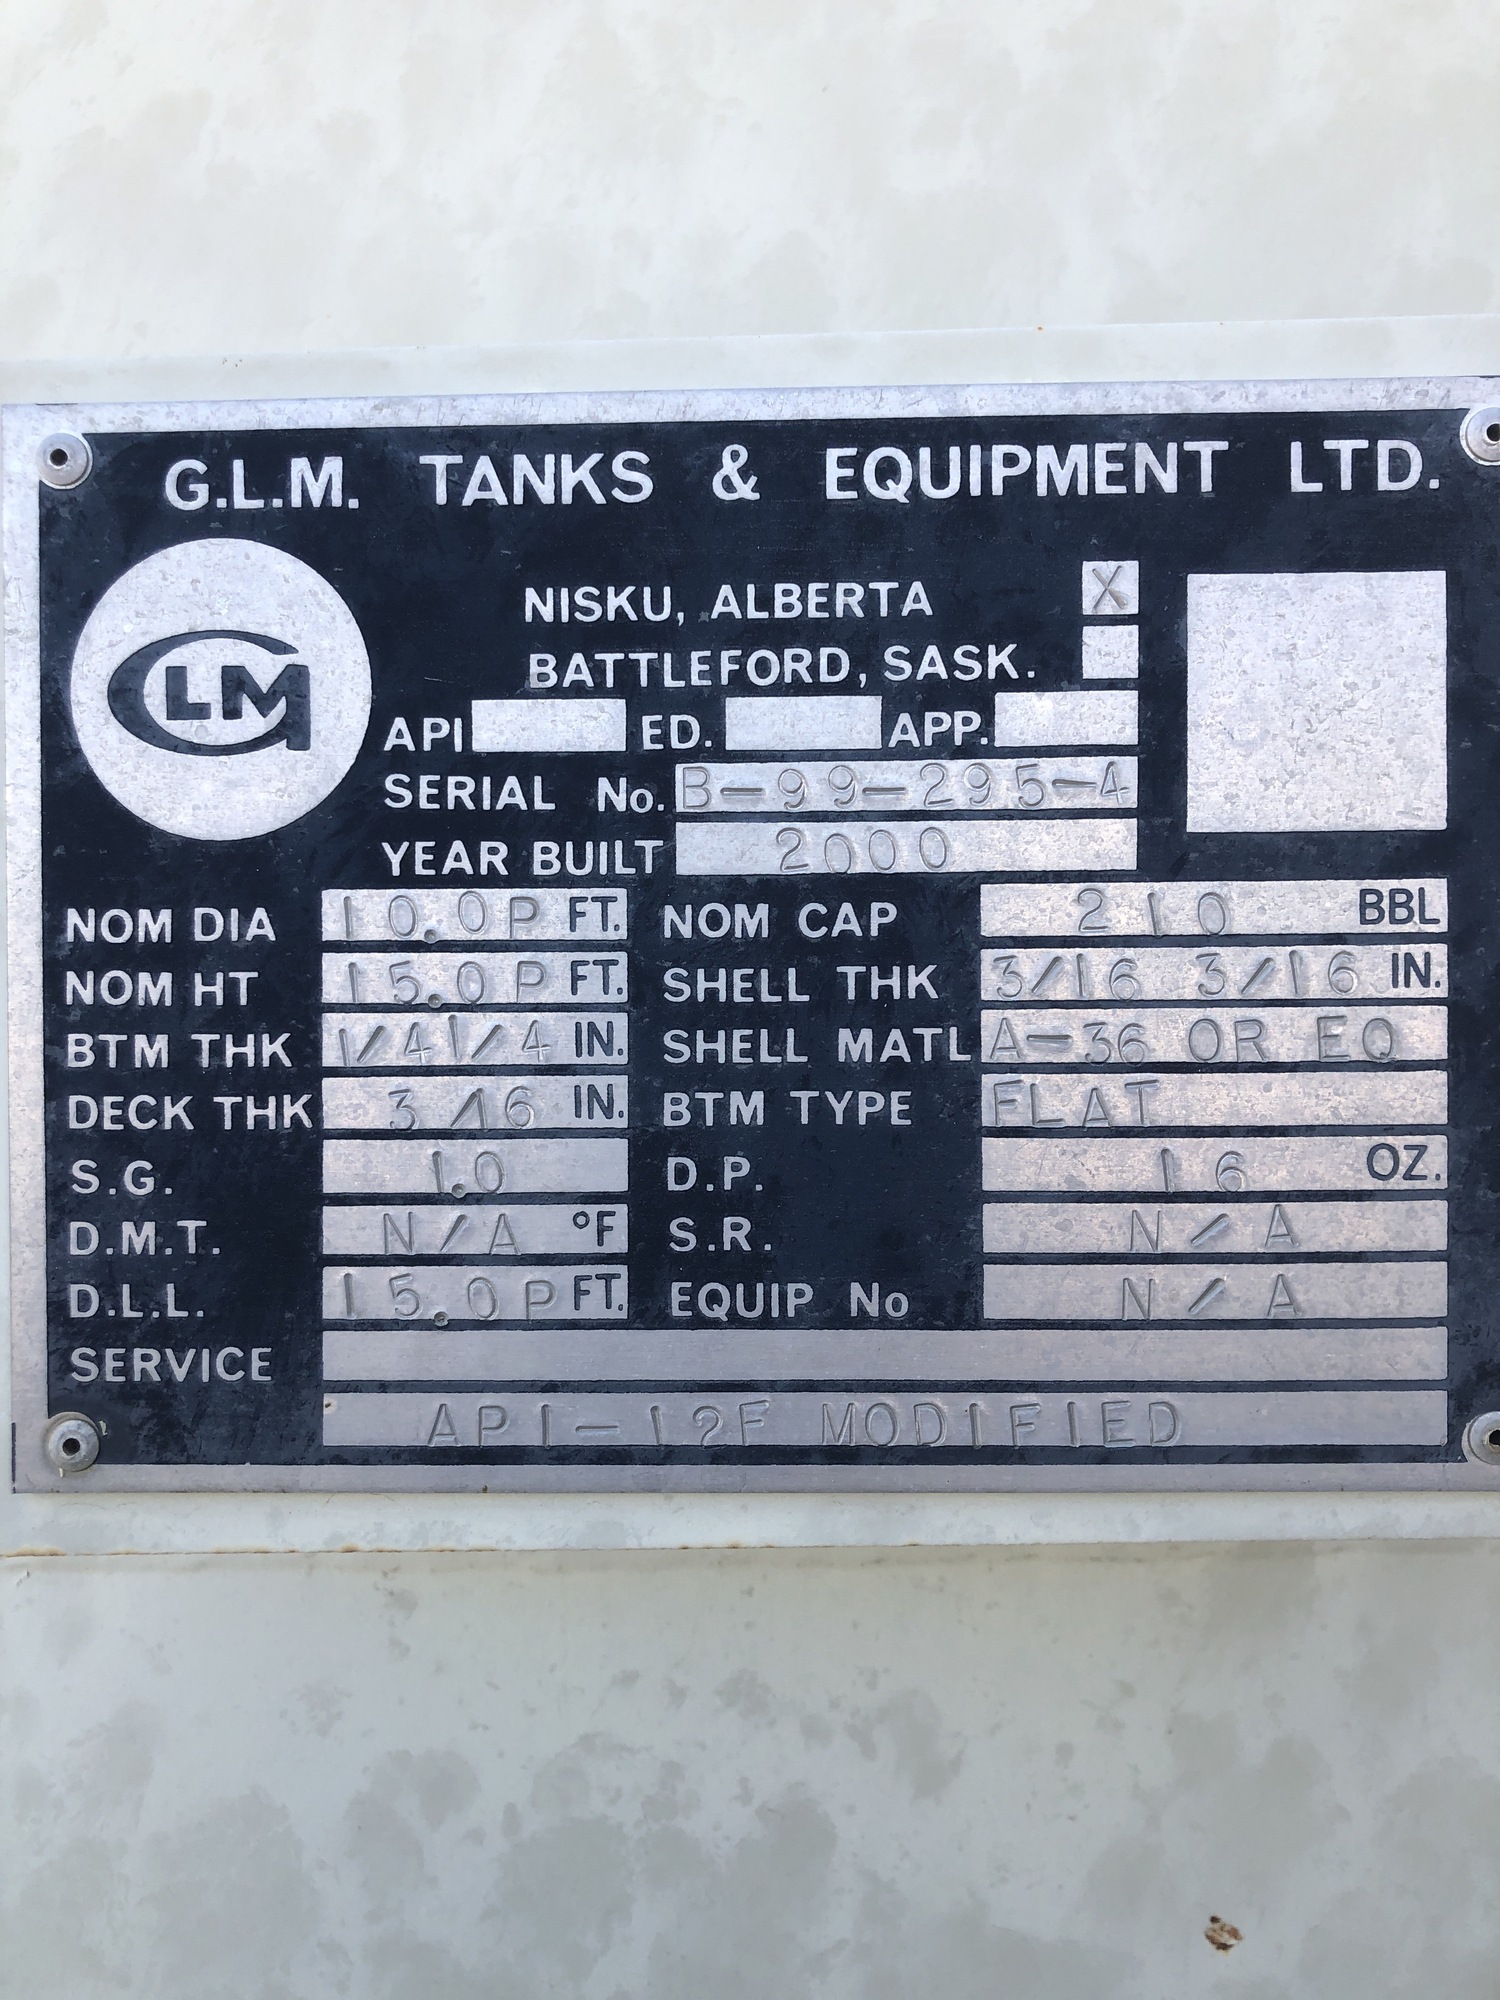 G.L.M. TANKS & EQUIPMENT LTD.
GLM
NISKU, ALBERTA X
BATTLEFORD, SASK.
API ED. APP.
SERIAL No. B-99-295-4
YEAR BUILT 2000
NOM DIA 10.0P FT. NOM CAP 210 BBL
NOM HT 15.0P FT. SHELL THK 3/16 3/16 IN.
BTM THK 1/4 1/4 IN. SHELL MATL A-36 OR EQ
DECK THK 3/16 IN. BTM TYPE FLAT
S.G. 1.0 D.P. 16 OZ.
D.M.T. N/A °F S.R. N/A
D.L.L. 15.0P FT. EQUIP No N/A
SERVICE
API-12F MODIFIED